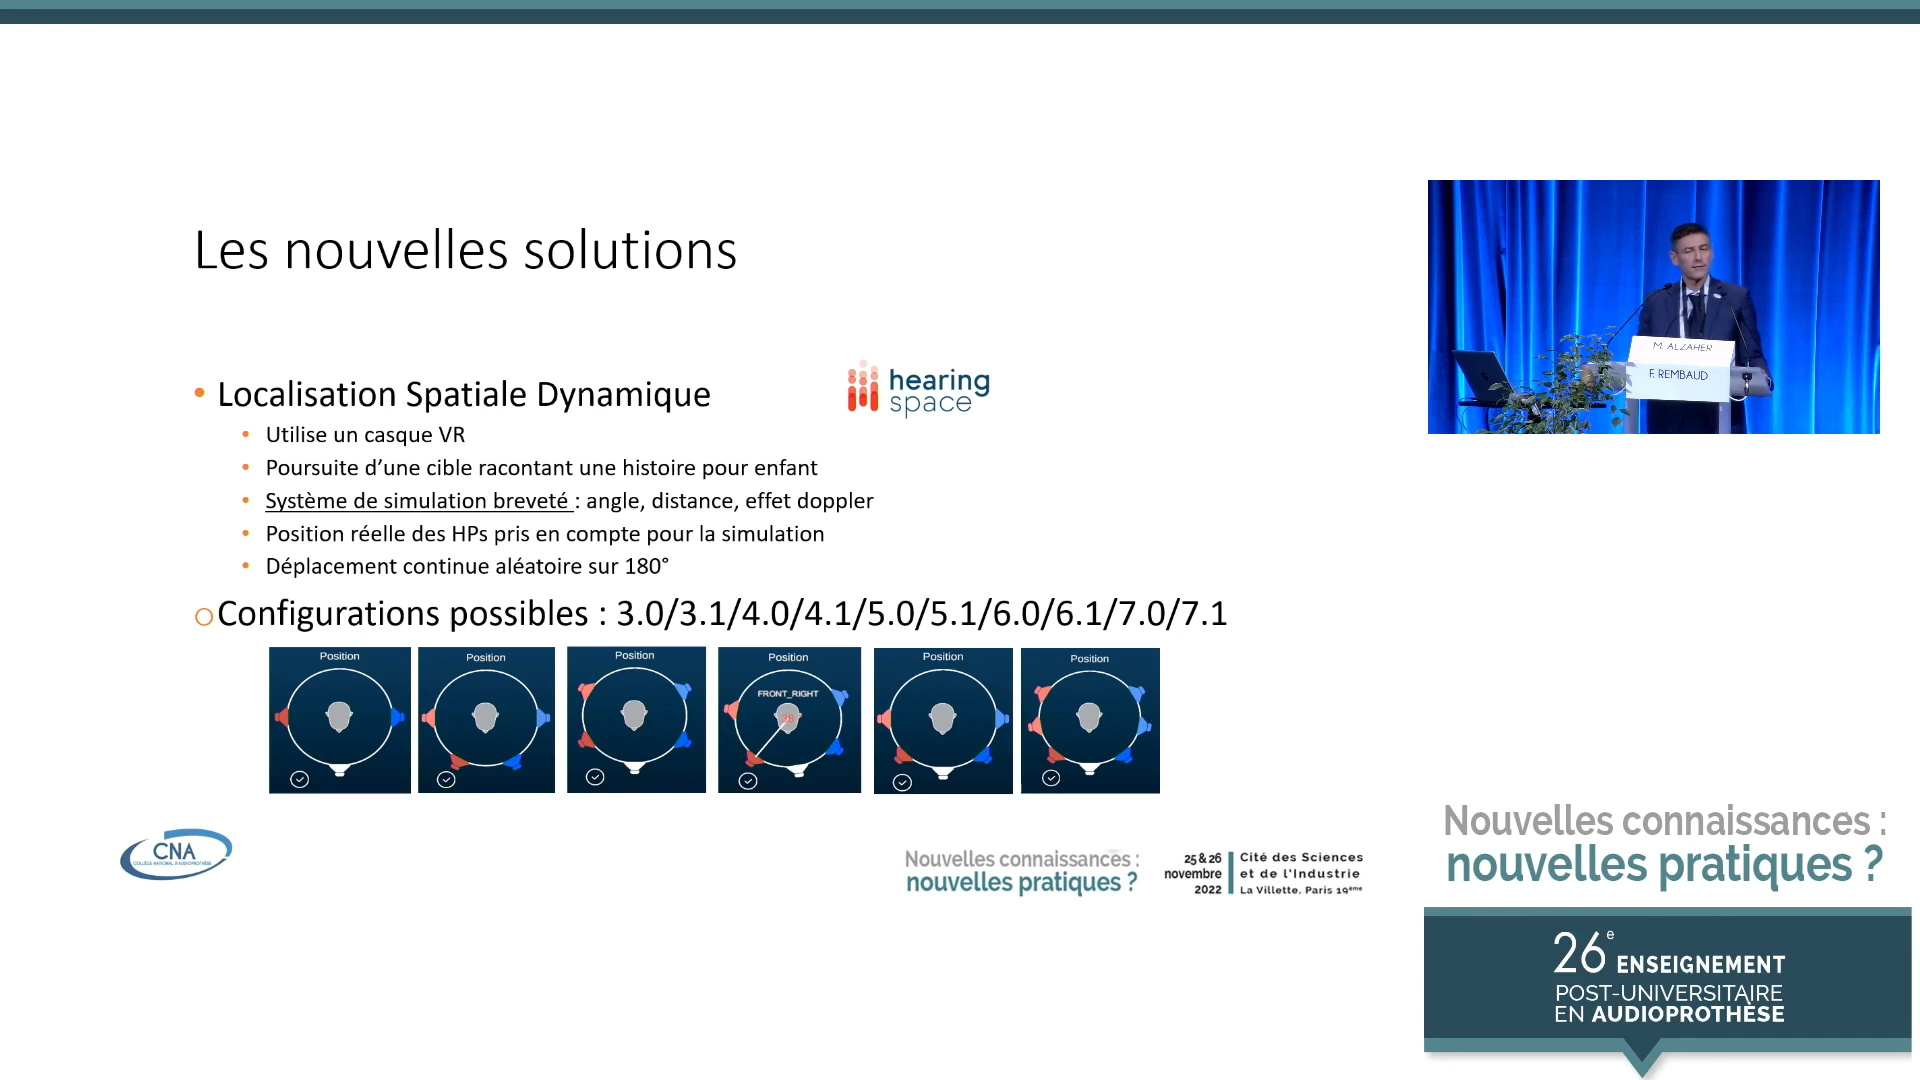 Les nouvelles solutions
Localisation Spatiale Dynamique
hearing
space
Utilise un casque VR
Poursuite d’une cible racontant une histoire pour enfant
Système de simulation breveté : angle, distance, effet doppler
Position réelle des HPs pris en compte pour la simulation
Déplacement continue aléatoire sur 180°
Configurations possibles : 3.0/3.1/4.0/4.1/5.0/5.1/6.0/6.1/7.0/7.1
Position
Position
Position
Position
FRONT_RIGHT
Position
Position
CNA
COLLÈGE NATIONAL D'AUDIOPROTHÈSE
Nouvelles connaissances :
nouvelles pratiques ?
25 & 26
novembre
2022
Cité des Sciences
et de l’Industrie
La Villette, Paris 19ème
M. ALZAHER
F. REMBAUD
Nouvelles connaissances :
nouvelles pratiques ?
26e ENSEIGNEMENT
POST-UNIVERSITAIRE
EN AUDIOPROTHÈSE